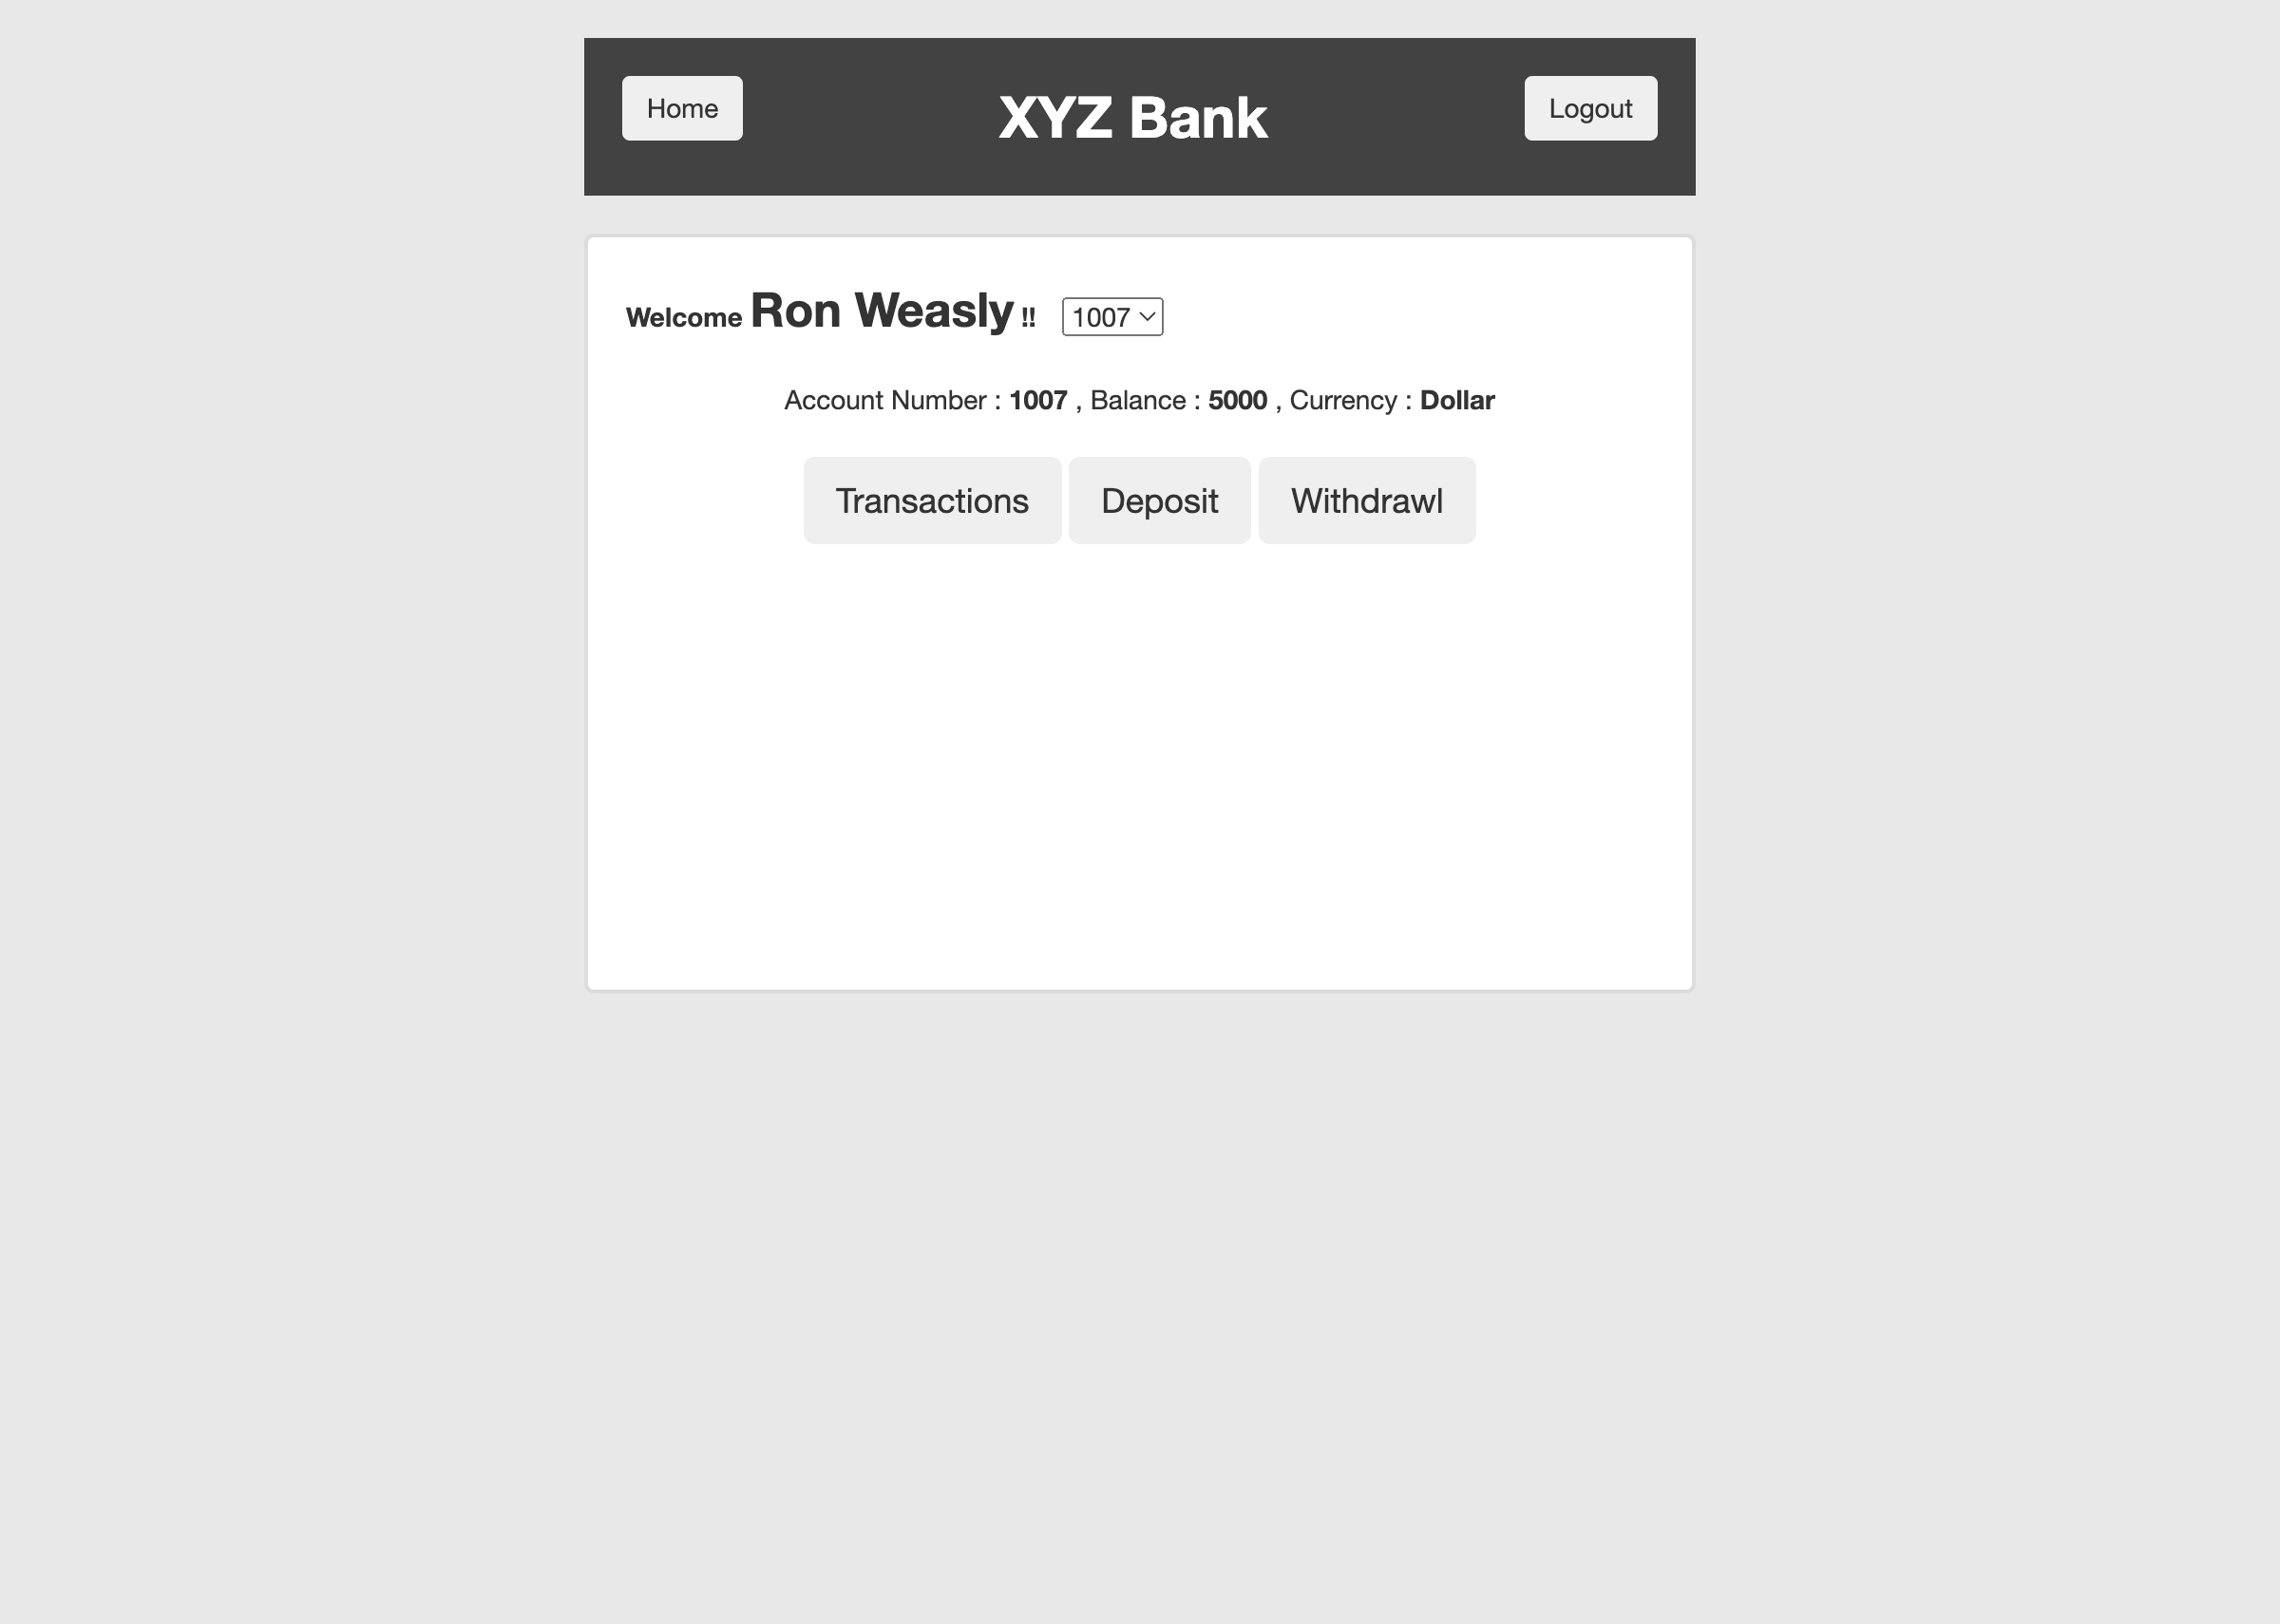 Home XYZ Bank Logout
Welcome Ron Weasly !! 1007
Account Number : 1007 , Balance : 5000 , Currency : Dollar
Transactions Deposit Withdrawl